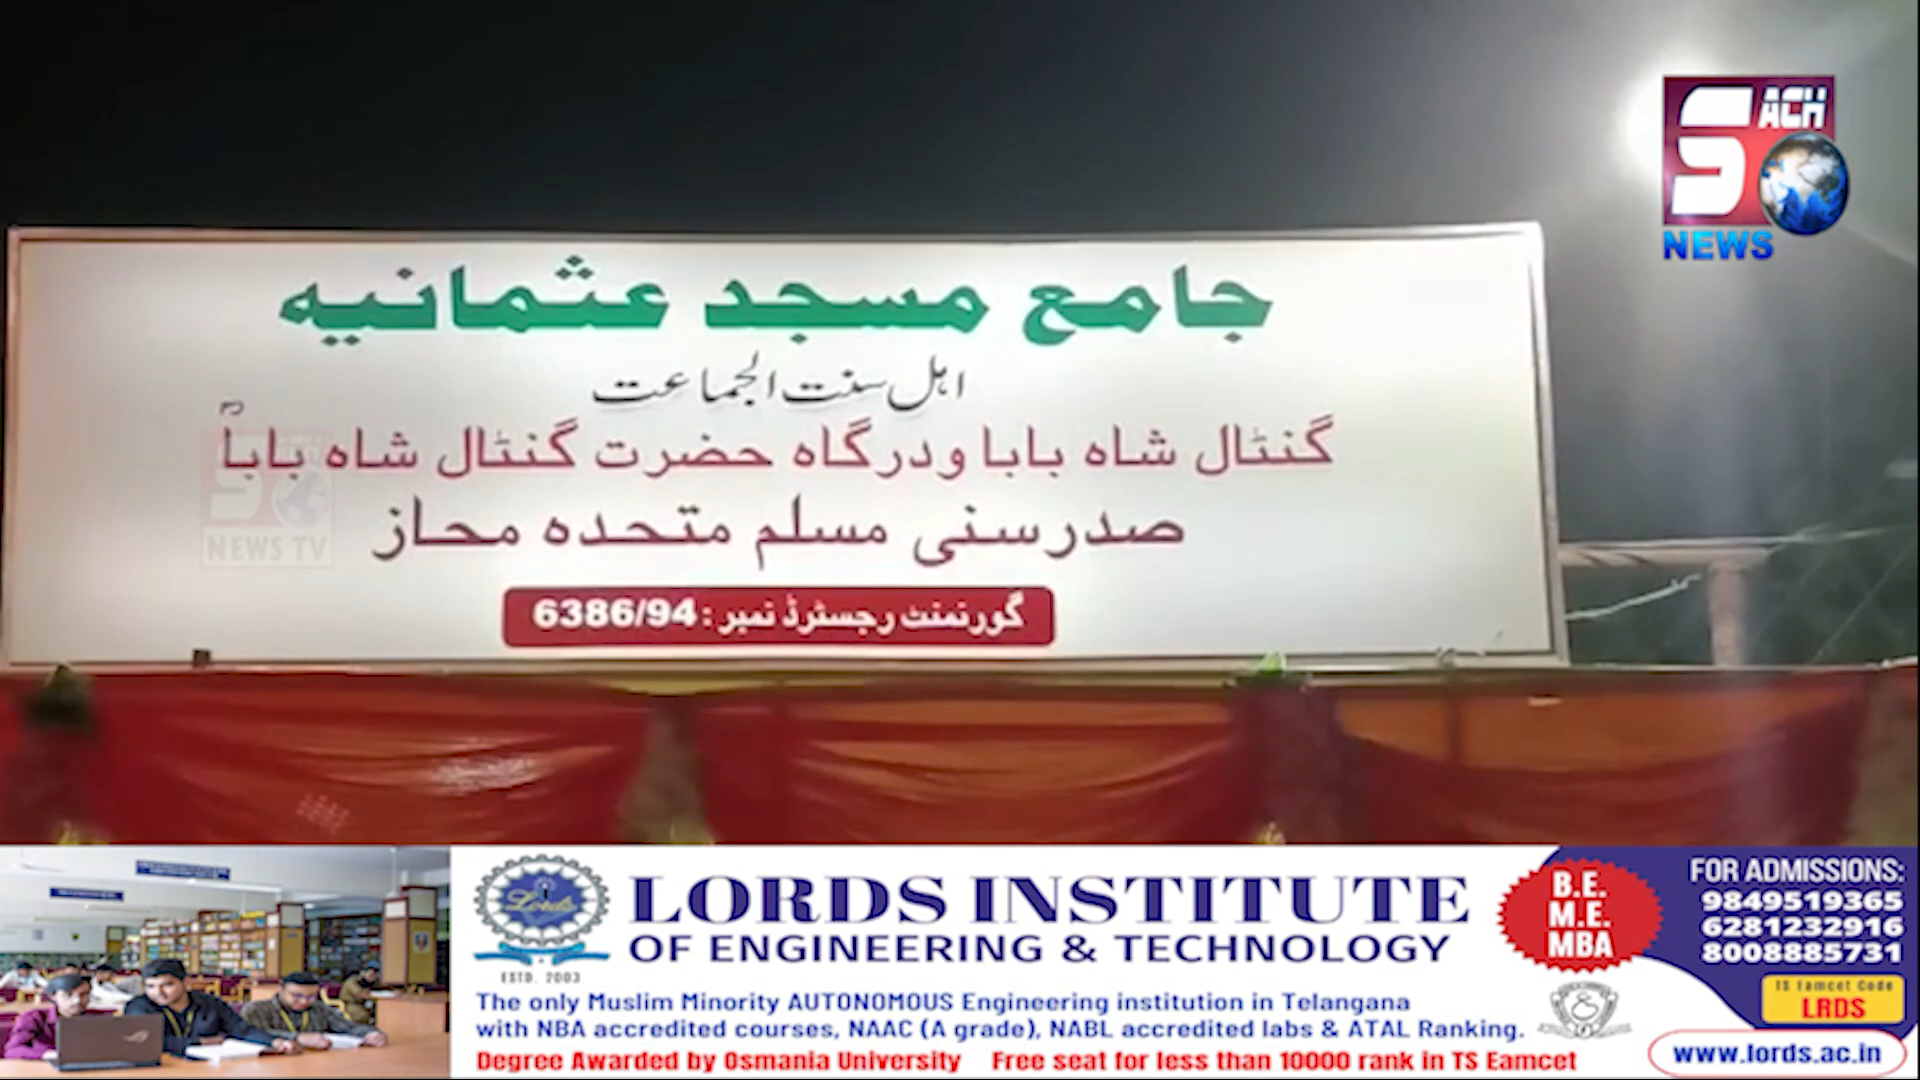 SACH
NEWS
جامع مسجد عثمانیہ
اہل سنت الجماعت
گنٹال شاہ بابا ودرگاہ حضرت گنٹال شاہ باباؒ
صدرسنی مسلم متحدہ محاز
گورنمنٹ رجسٹرڈ نمبر : 6386/94
NEWS TV
Lords
ESTD. 2003
LORDS INSTITUTE
OF ENGINEERING & TECHNOLOGY
The only Muslim Minority AUTONOMOUS Engineering institution in Telangana
with NBA accredited courses, NAAC (A grade), NABL accredited labs & ATAL Ranking.
Degree Awarded by Osmania University Free seat for less than 10000 rank in TS Eamcet
B.E.
M.E.
MBA
FOR ADMISSIONS:
9849519365
6281232916
8008885731
TS Eamcet Code
LRDS
www.lords.ac.in